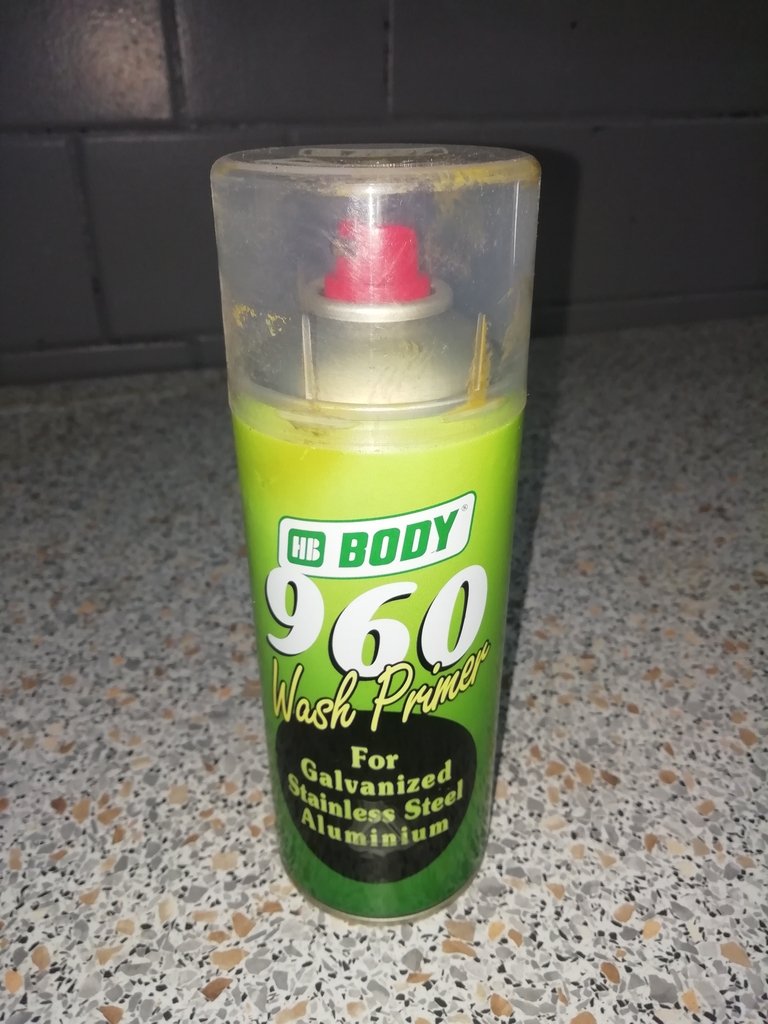 HB BODY®
960
Wash Primer
For
Galvanized
Stainless Steel
Aluminium